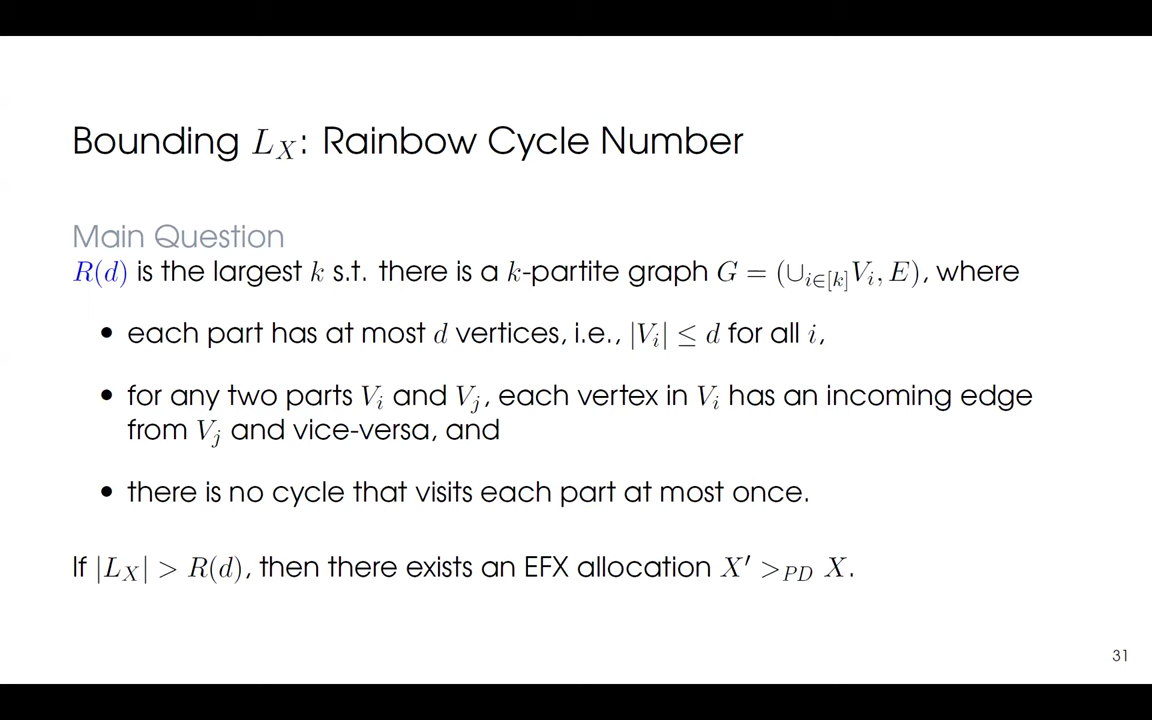 Bounding $L_X$: Rainbow Cycle Number
Main Question
$R(d)$ is the largest $k$ s.t. there is a $k$-partite graph $G = (\cup_{i \in [k]} V_i, E)$, where
• each part has at most $d$ vertices, i.e., $|V_i| \leq d$ for all $i$,
• for any two parts $V_i$ and $V_j$, each vertex in $V_i$ has an incoming edge
from $V_j$ and vice-versa, and
• there is no cycle that visits each part at most once.
If $|L_X| > R(d)$, then there exists an EFX allocation $X' >_{PD} X$.
31